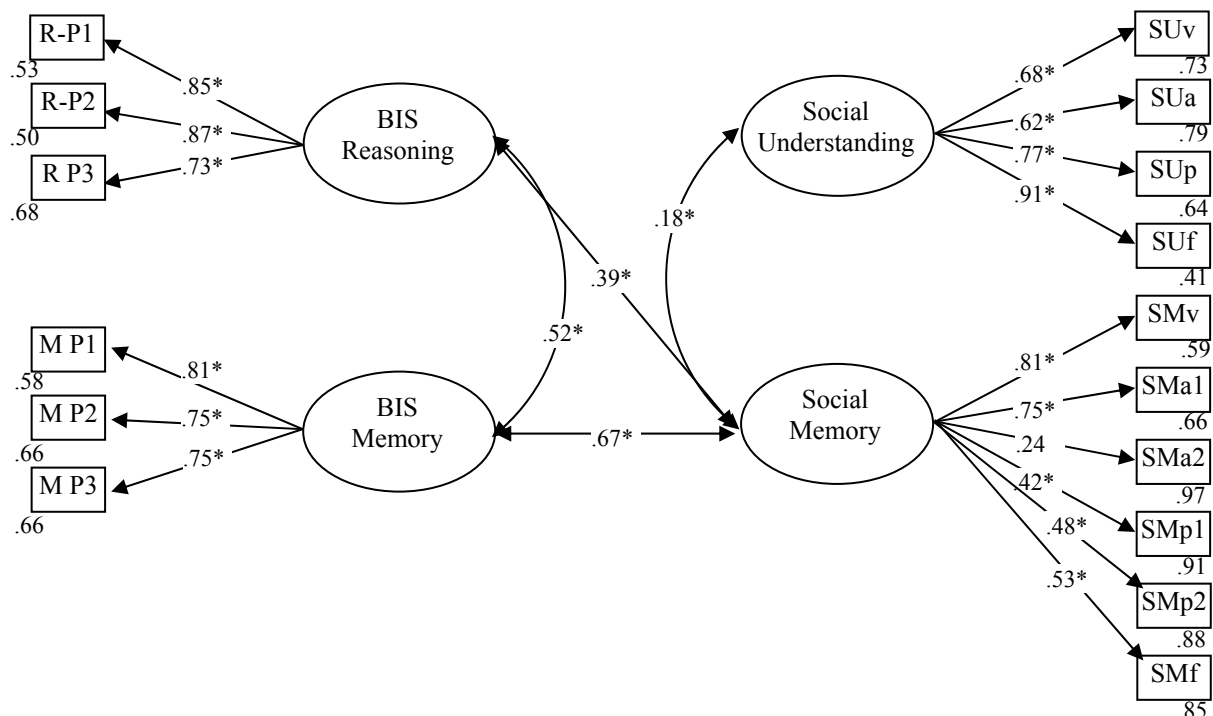 R-P1
.53
R-P2
.50
R P3
.68
.85*
.87*
.73*
BIS
Reasoning
M P1
.58
M P2
.66
M P3
.66
.81*
.75*
.75*
BIS
Memory
.52*
.39*
.67*
.18*
Social
Understanding
.68*
.62*
.77*
.91*
SUv
.73
SUa
.79
SUp
.64
SUf
.41
Social
Memory
.81*
.75*
.24
.42*
.48*
.53*
SMv
.59
SMa1
.66
SMa2
.97
SMp1
.91
SMp2
.88
SMf
.85